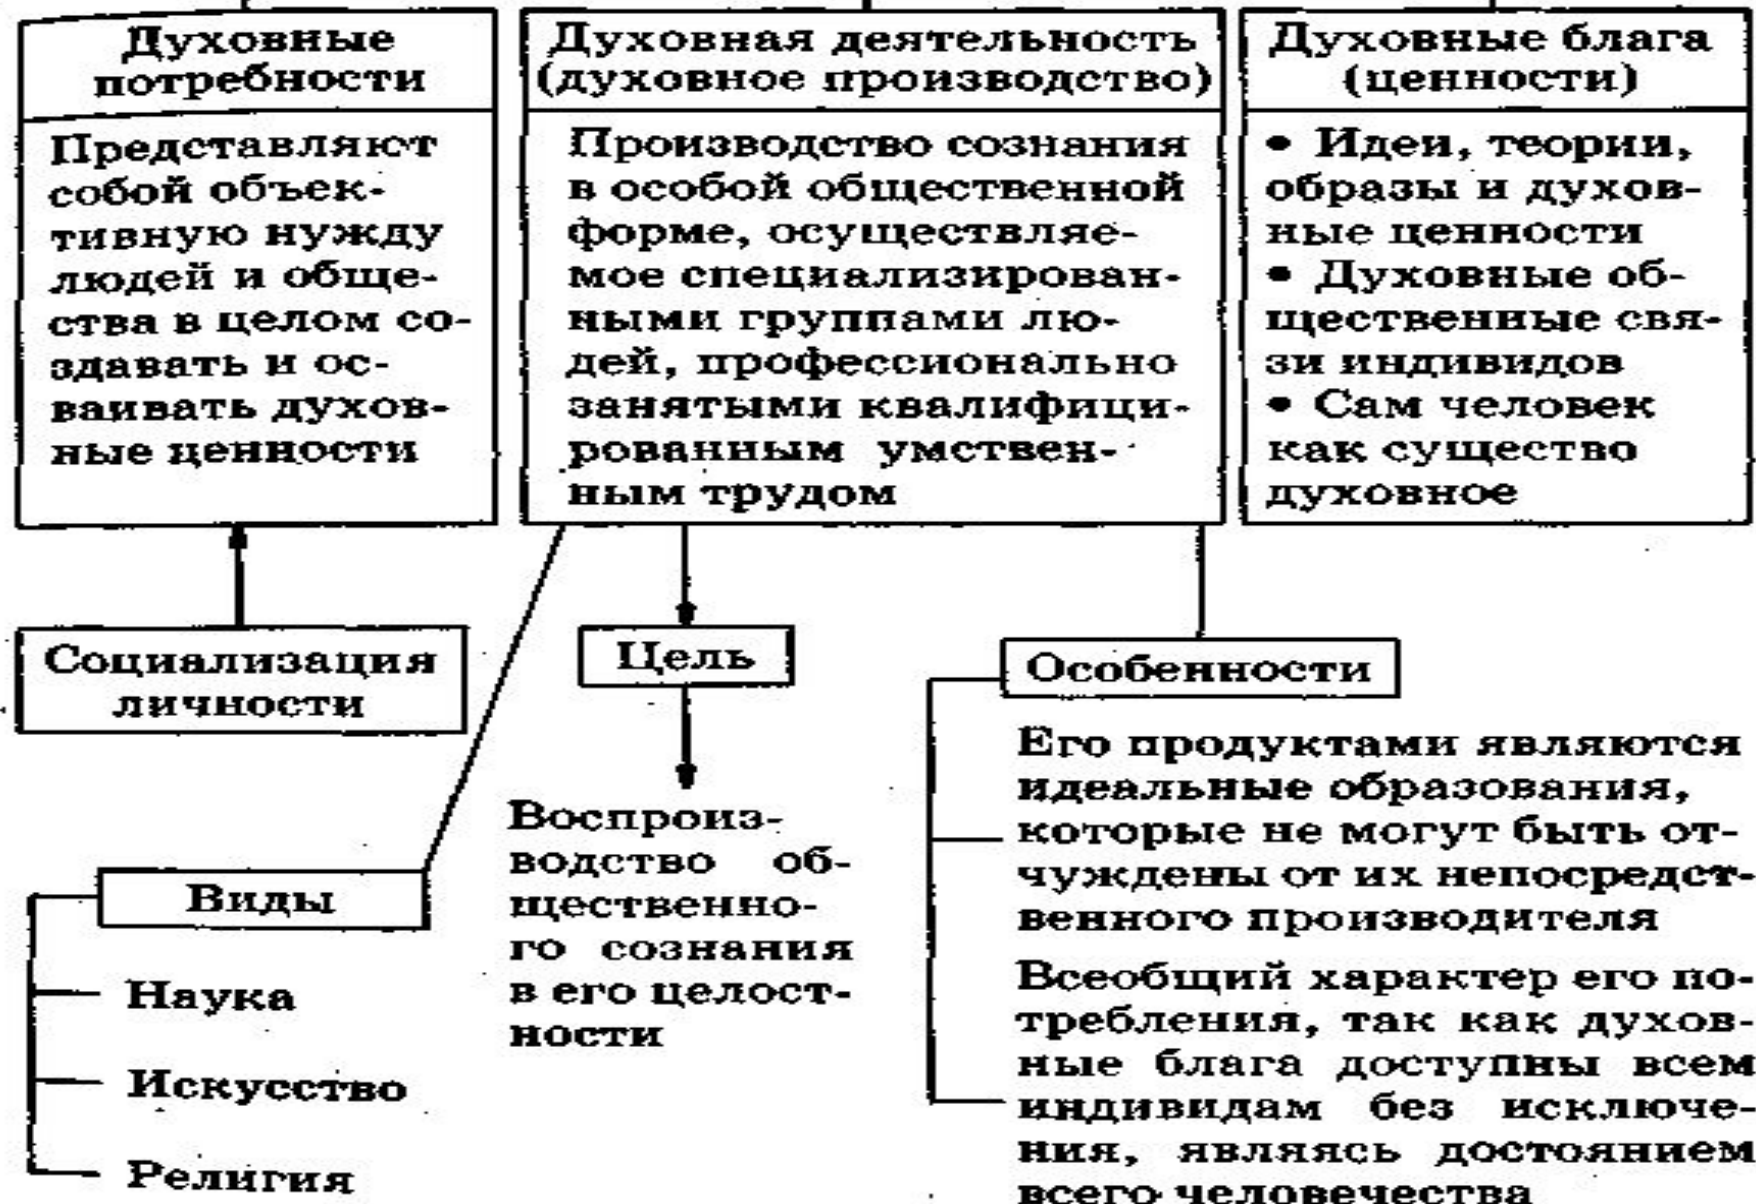 Духовные
потребности
Представляют
собой объек-
тивную нужду
людей и обще-
ства в целом со-
здавать и ос-
ваивать духов-
ные ценности
Духовная деятельность
(духовное производство)
Производство сознания
в особой общественной
форме, осуществляе-
мое специализирован-
ными группами лю-
дей, профессионально
занятыми квалифици-
рованным умствен-
ным трудом
Духовные блага
(ценности)
• Идеи, теории,
образы и духов-
ные ценности
• Духовные об-
щественные свя-
зи индивидов
• Сам человек
как существо
духовное
Социализация
личности
Цель
Воспроиз-
водство об-
щественно-
го сознания
в его целост-
ности
Особенности
Его продуктами являются
идеальные образования,
которые не могут быть от-
чуждены от их непосредст-
венного производителя
Всеобщий характер его по-
требления, так как духов-
ные блага доступны всем
индивидам без исключе-
ния, являясь достоянием
всего человечества
Виды
Наука
Искусство
Религия